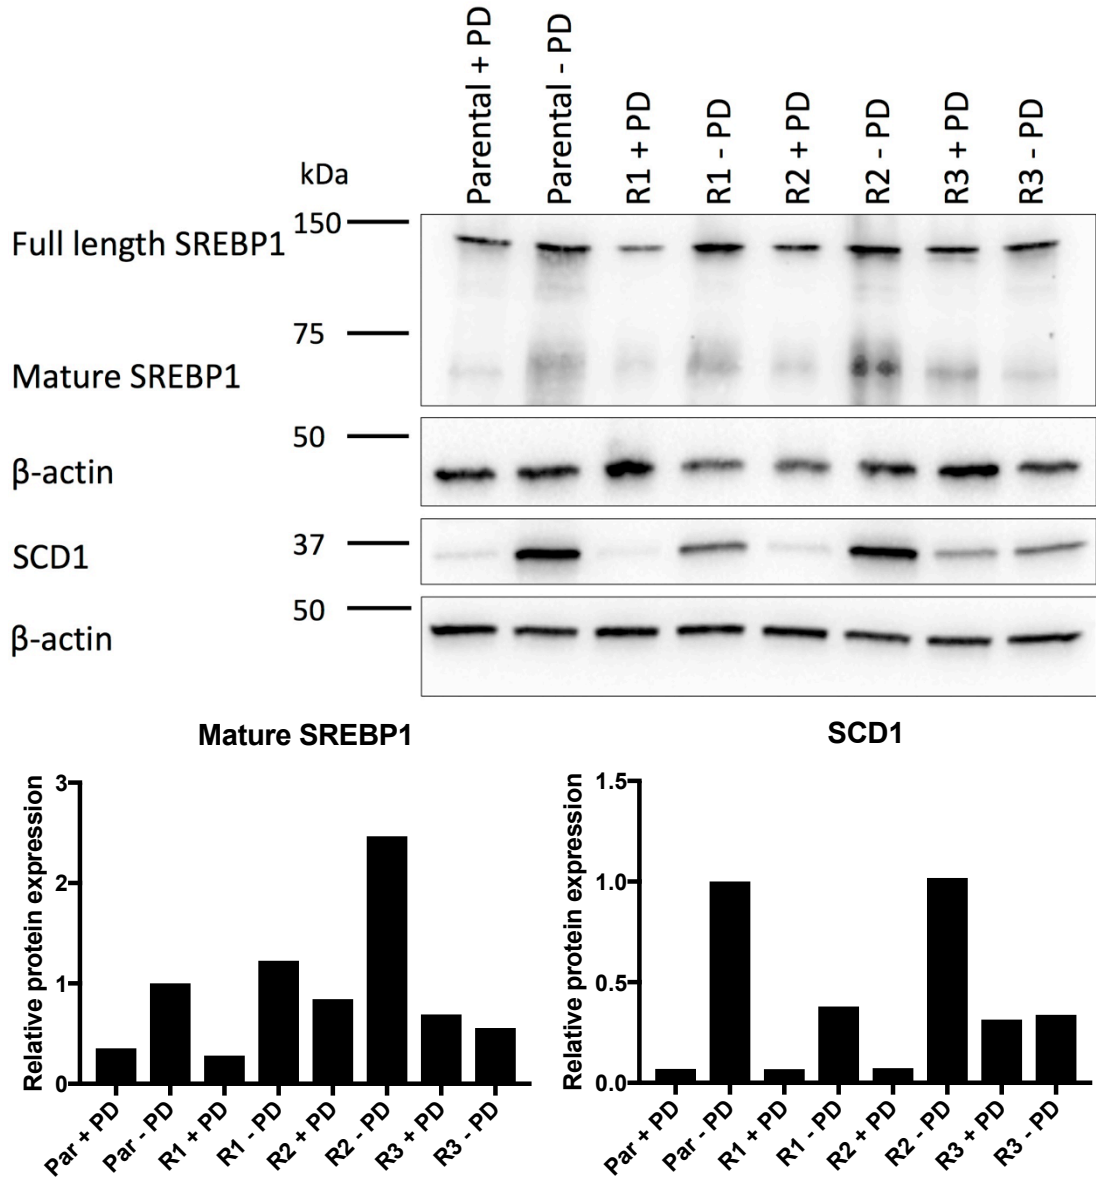 Parental + PD
Parental - PD
R1 + PD
R1 - PD
R2 + PD
R2 - PD
R3 + PD
R3 - PD
kDa
150
Full length SREBP1
75
Mature SREBP1
50
β-actin
37
SCD1
50
β-actin
Mature SREBP1
Relative protein expression
3
2
1
0
Par + PD
Par - PD
R1 + PD
R1 - PD
R2 + PD
R2 - PD
R3 + PD
R3 - PD
SCD1
Relative protein expression
1.5
1.0
0.5
0.0
Par + PD
Par - PD
R1 + PD
R1 - PD
R2 + PD
R2 - PD
R3 + PD
R3 - PD